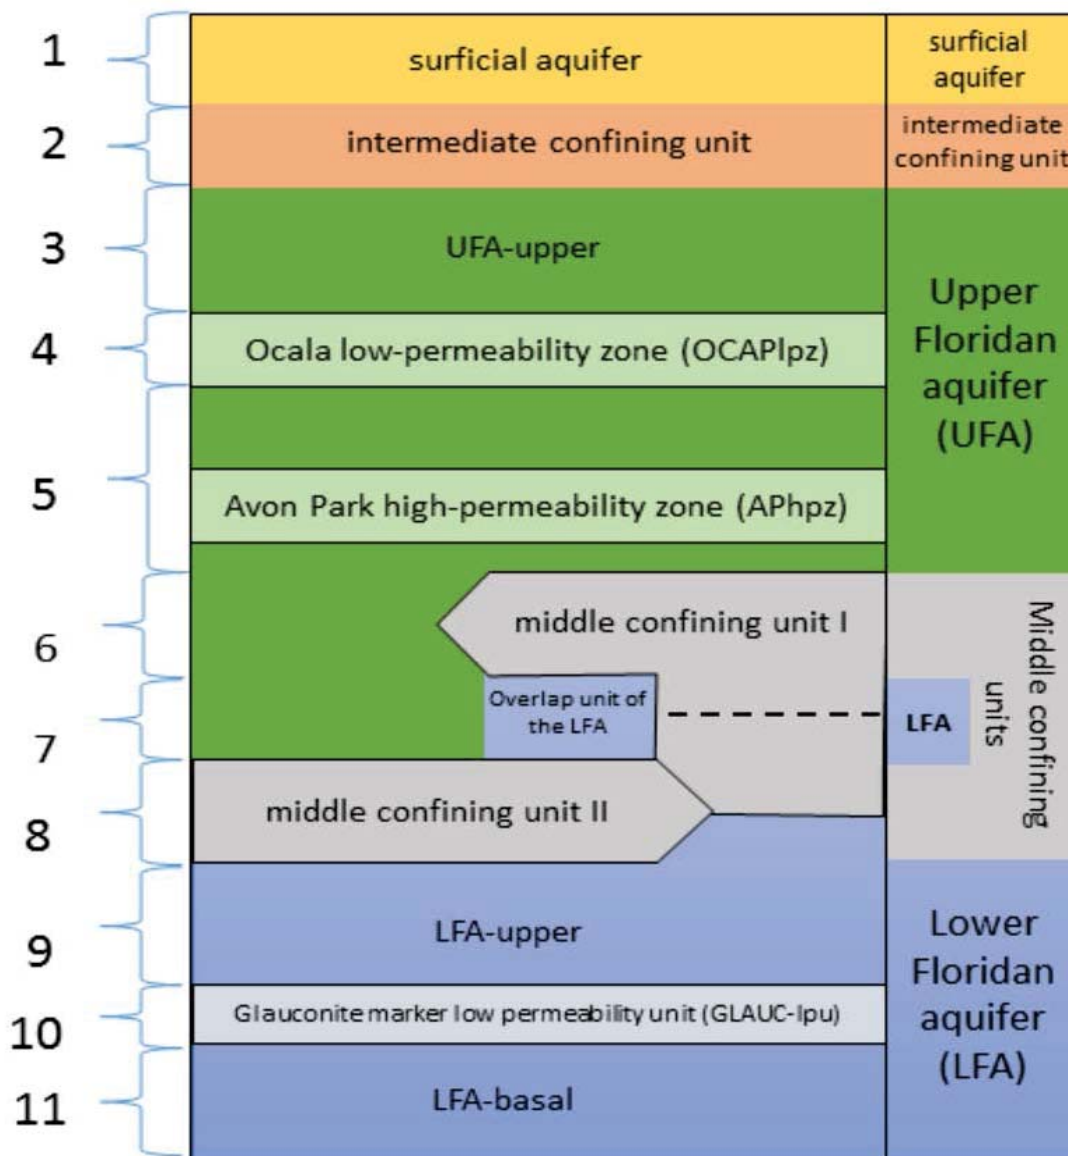 1
surficial aquifer
surficial
aquifer
2
intermediate confining unit
intermediate
confining unit
3
UFA-upper
Upper
Floridan
aquifer
(UFA)
4
Ocala low-permeability zone (OCAPlpz)
5
Avon Park high-permeability zone (APhpz)
6
middle confining unit I
Middle confining
units
7
Overlap unit of
the LFA
LFA
8
middle confining unit II
9
LFA-upper
Lower
Floridan
aquifer
(LFA)
10
Glauconite marker low permeability unit (GLAUC-lpu)
11
LFA-basal